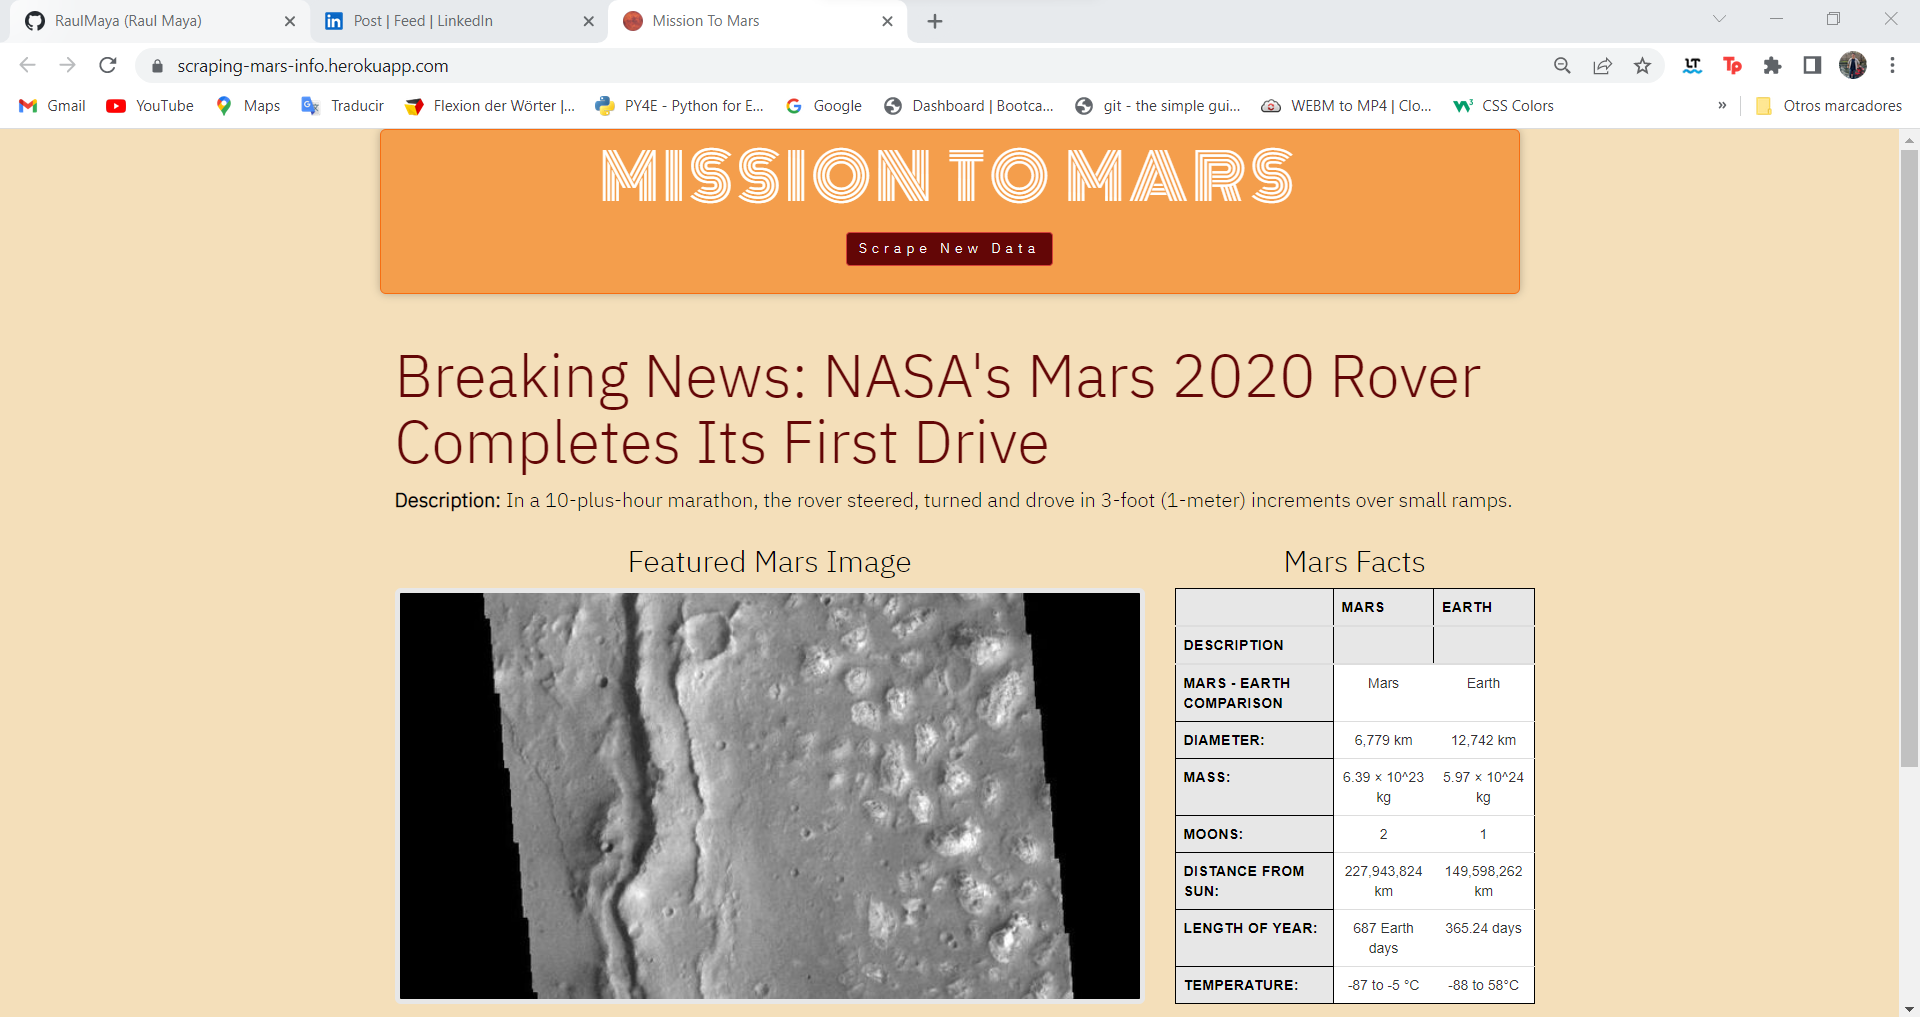 RaulMaya (Raul Maya)
Post | Feed | LinkedIn
Mission To Mars
scraping-mars-info.herokuapp.com
Gmail
YouTube
Maps
Traducir
Flexion der Wörter |...
PY4E - Python for E...
Google
Dashboard | Bootca...
git - the simple gui...
WEBM to MP4 | Clo...
CSS Colors
»
Otros marcadores
MISSION TO MARS
Scrape New Data
Breaking News: NASA's Mars 2020 Rover
Completes Its First Drive
Description: In a 10-plus-hour marathon, the rover steered, turned and drove in 3-foot (1-meter) increments over small ramps.
Featured Mars Image
Mars Facts
MARS EARTH
DESCRIPTION
MARS - EARTH COMPARISON Mars Earth
DIAMETER: 6,779 km 12,742 km
MASS: 6.39 × 10^23 kg 5.97 × 10^24 kg
MOONS: 2 1
DISTANCE FROM SUN: 227,943,824 km 149,598,262 km
LENGTH OF YEAR: 687 Earth days 365.24 days
TEMPERATURE: -87 to -5 °C -88 to 58°C